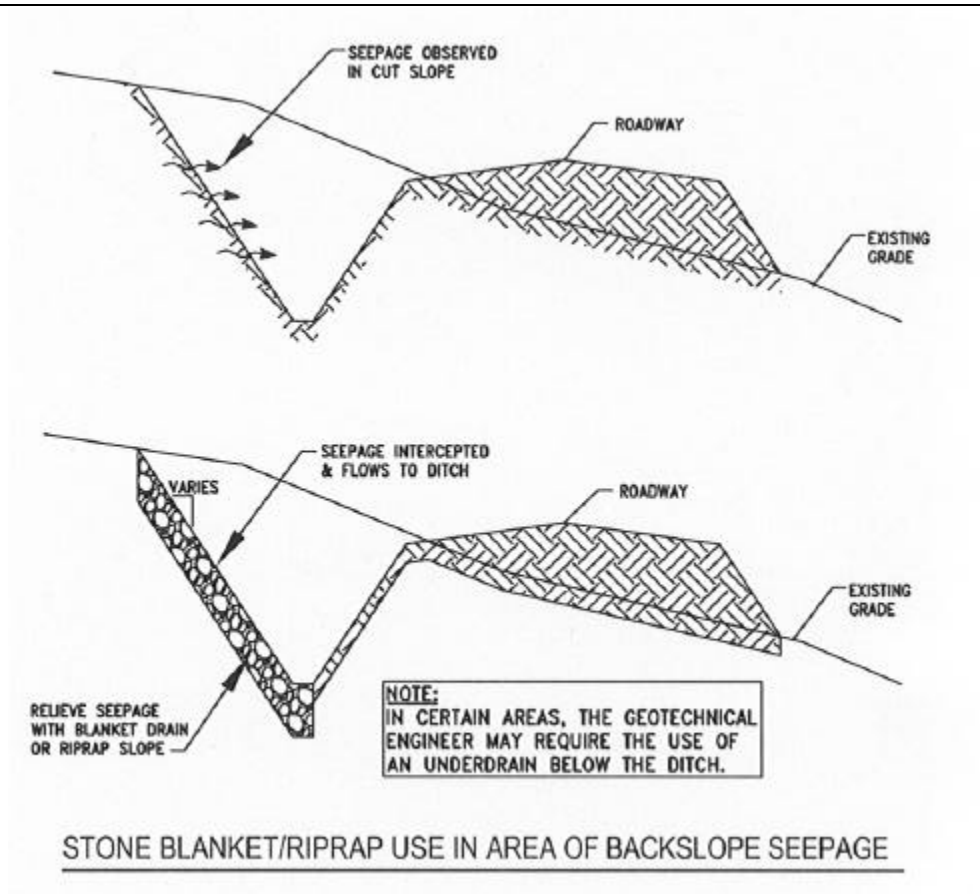 SEEPAGE OBSERVED
IN CUT SLOPE
ROADWAY
EXISTING
GRADE
SEEPAGE INTERCEPTED
& FLOWS TO DITCH
VARIES
ROADWAY
EXISTING
GRADE
RELIEVE SEEPAGE
WITH BLANKET DRAIN
OR RIPRAP SLOPE
NOTE:
IN CERTAIN AREAS, THE GEOTECHNICAL
ENGINEER MAY REQUIRE THE USE OF
AN UNDERDRAIN BELOW THE DITCH.
STONE BLANKET/RIPRAP USE IN AREA OF BACKSLOPE SEEPAGE